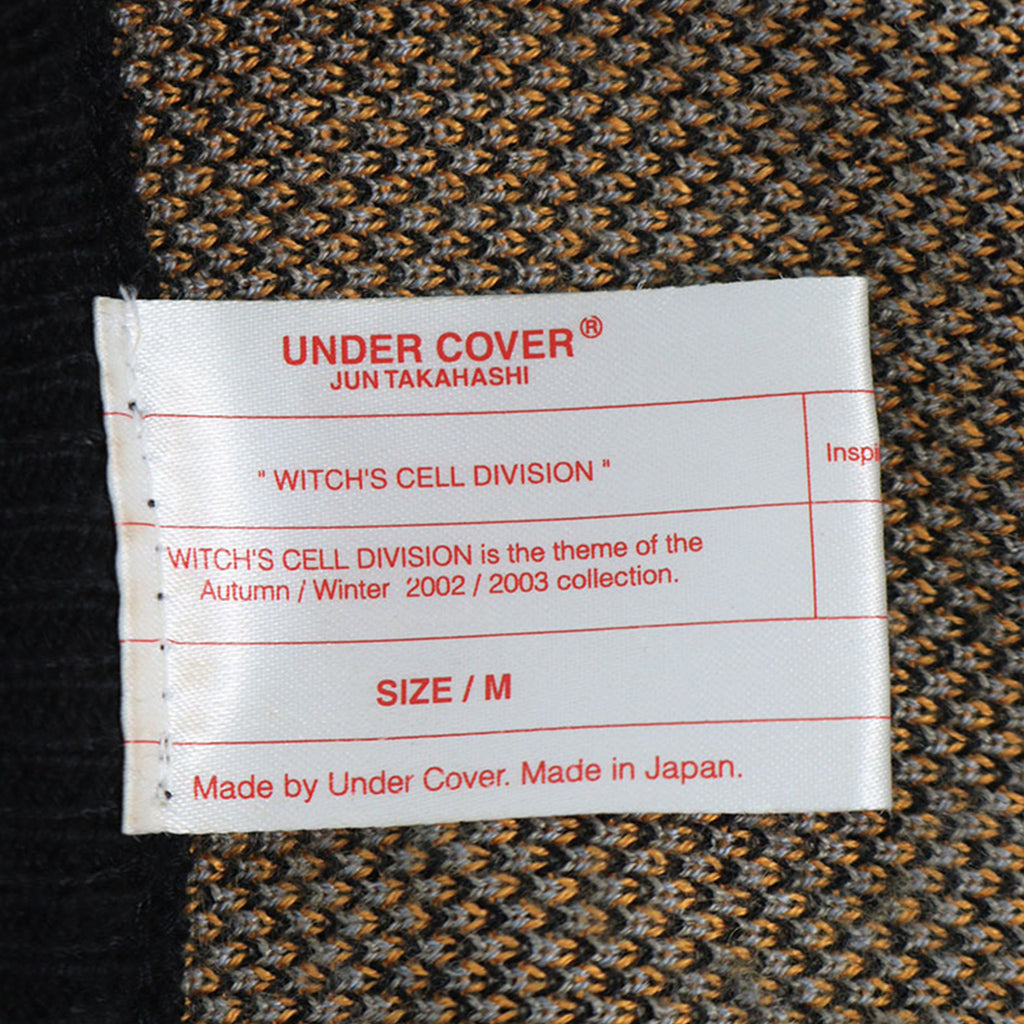 UNDER COVER®
JUN TAKAHASHI
" WITCH'S CELL DIVISION "
WITCH'S CELL DIVISION is the theme of the
Autumn / Winter 2002 / 2003 collection.
SIZE / M
Made by Under Cover. Made in Japan.